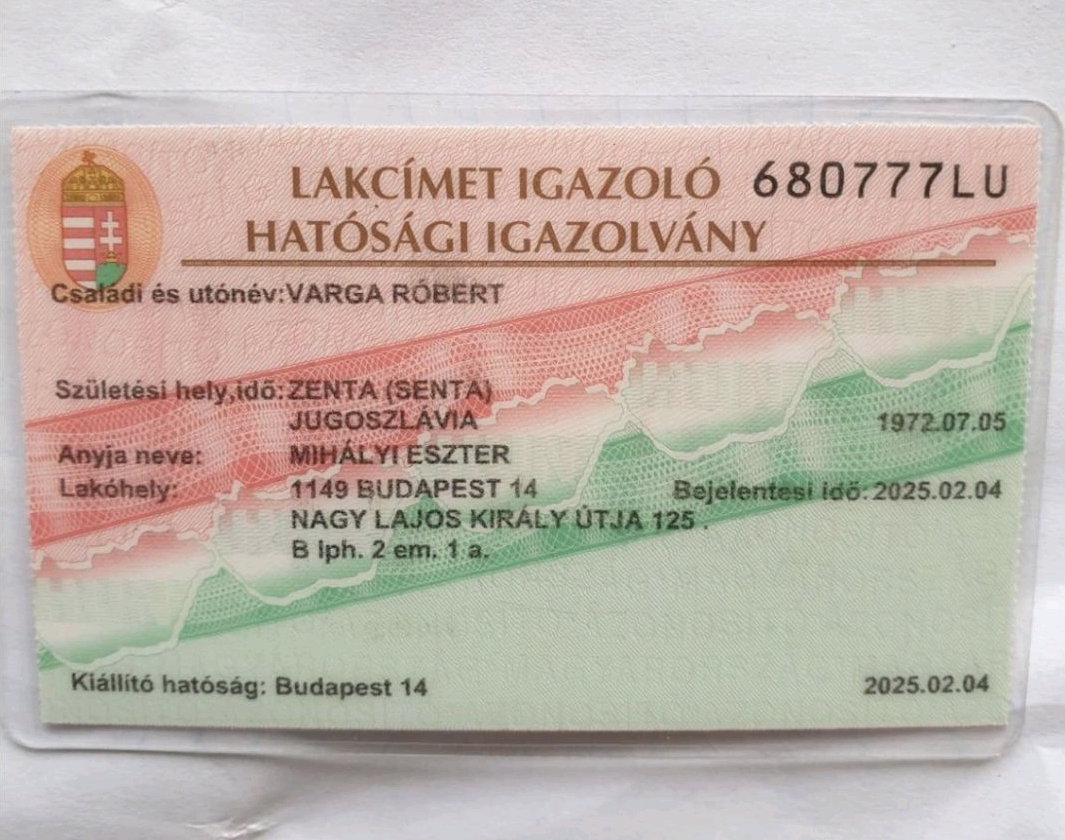 LAKCÍMET IGAZOLÓ 680777LU
HATÓSÁGI IGAZOLVÁNY
Családi és utónév: VARGA RÓBERT
Születési hely,idő: ZENTA (SENTA)
JUGOSZLÁVIA 1972.07.05
Anyja neve: MIHÁLYI ESZTER
Lakóhely: 1149 BUDAPEST 14 Bejelentesi idő: 2025.02.04
NAGY LAJOS KIRÁLY ÚTJA 125 .
B lph. 2 em. 1 a.
Kiállító hatóság: Budapest 14 2025.02.04